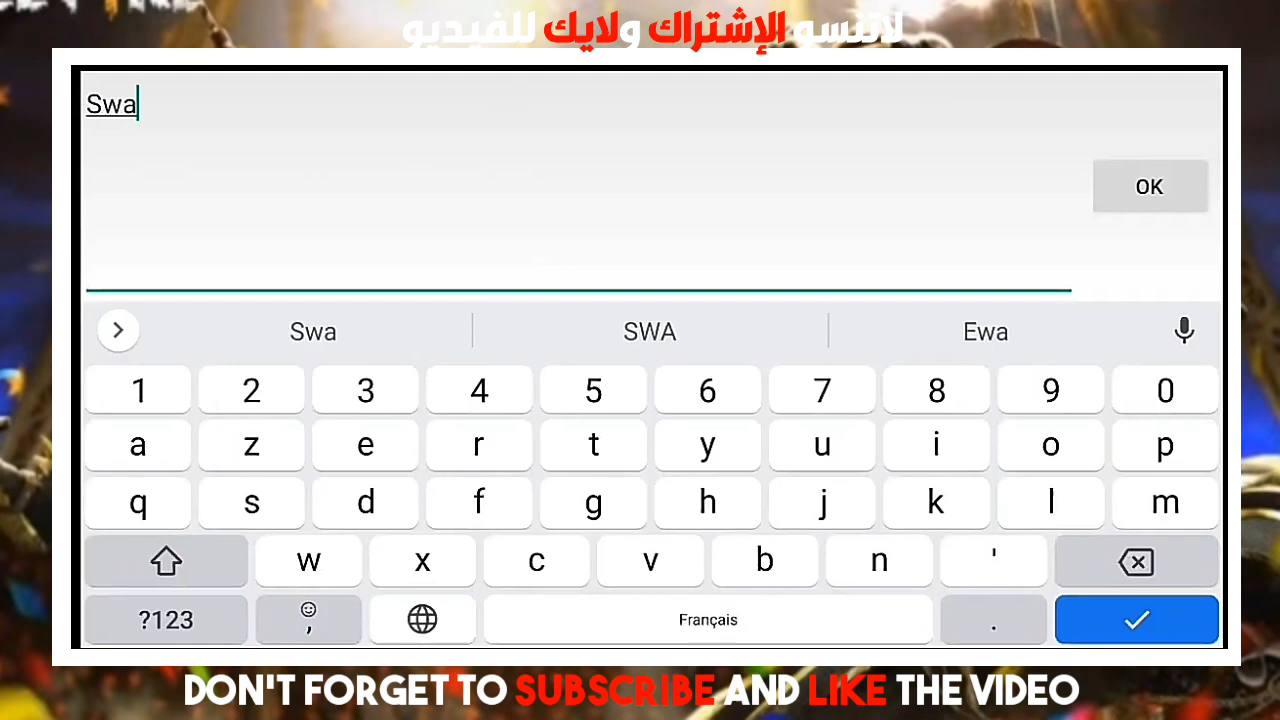 لاتنسو الإشتراك ولايك للفيديو
Swa
OK
Swa SWA Ewa
1 2 3 4 5 6 7 8 9 0
a z e r t y u i o p
q s d f g h j k l m
w x c v b n '
?123 , Français .
DON'T FORGET TO SUBSCRIBE AND LIKE THE VIDEO